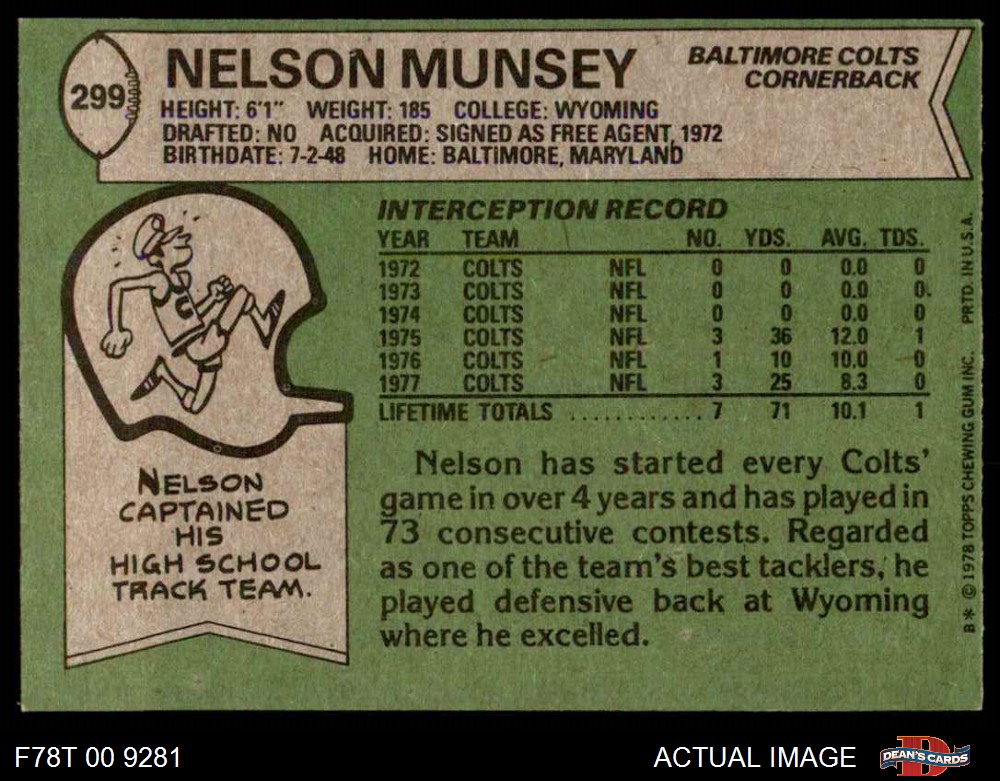 299
NELSON MUNSEY
BALTIMORE COLTS
CORNERBACK
HEIGHT: 6'1" WEIGHT: 185 COLLEGE: WYOMING
DRAFTED: NO ACQUIRED: SIGNED AS FREE AGENT, 1972
BIRTHDATE: 7-2-48 HOME: BALTIMORE, MARYLAND
C
NELSON
CAPTAINED
HIS
HIGH SCHOOL
TRACK TEAM.
INTERCEPTION RECORD
YEAR TEAM NO. YDS. AVG. TDS.
1972 COLTS NFL 0 0 0.0 0
1973 COLTS NFL 0 0 0.0 0
1974 COLTS NFL 0 0 0.0 0
1975 COLTS NFL 3 36 12.0 1
1976 COLTS NFL 1 10 10.0 0
1977 COLTS NFL 3 25 8.3 0
LIFETIME TOTALS ............ 7 71 10.1 1
Nelson has started every Colts'
game in over 4 years and has played in
73 consecutive contests. Regarded
as one of the team's best tacklers, he
played defensive back at Wyoming
where he excelled.
B* © 1978 TOPPS CHEWING GUM INC. PRTD. IN U.S.A.
F78T 00 9281
ACTUAL IMAGE
D
DEAN'S CARDS